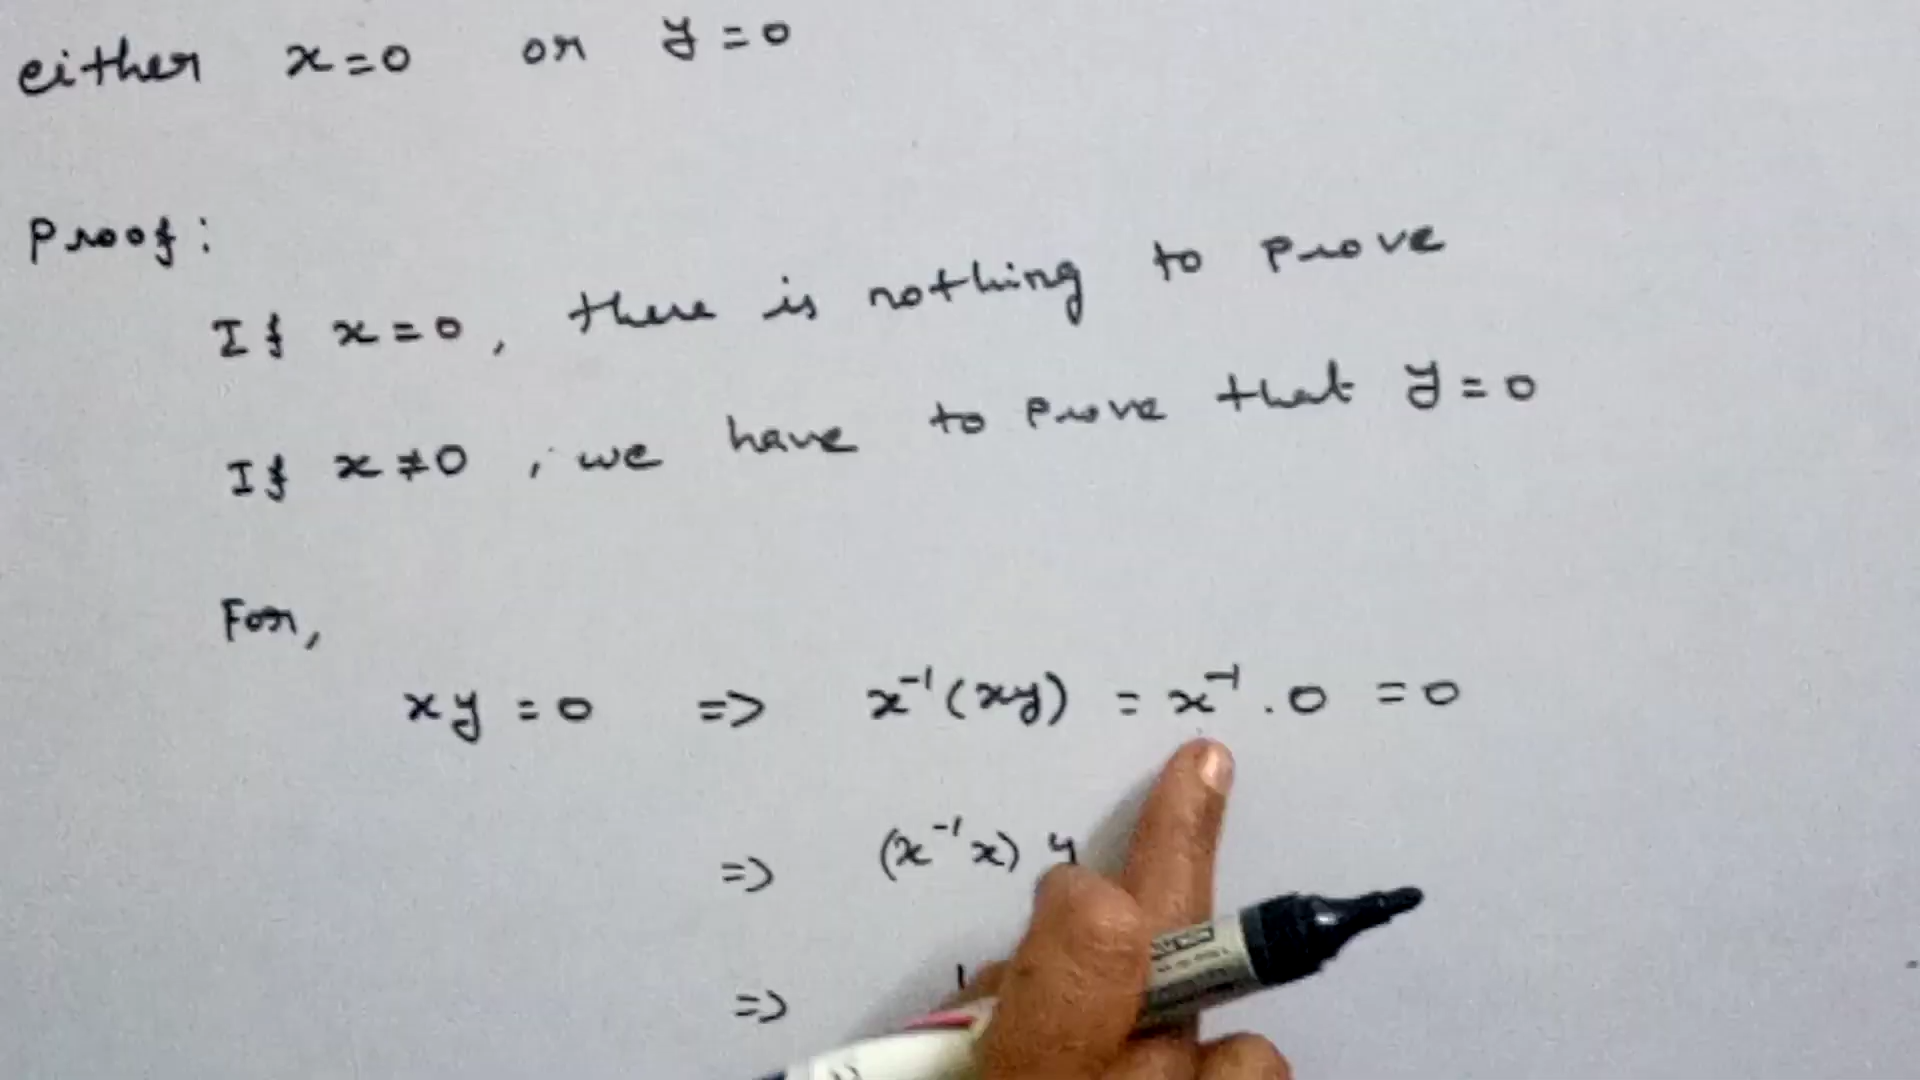 either x=0 or y=0
Proof:
If x=0, there is nothing to prove
If x≠0, we have to prove that y=0
For,
xy=0 => x⁻¹(xy) = x⁻¹.0 =0
=> (x⁻¹x) y
=> 1